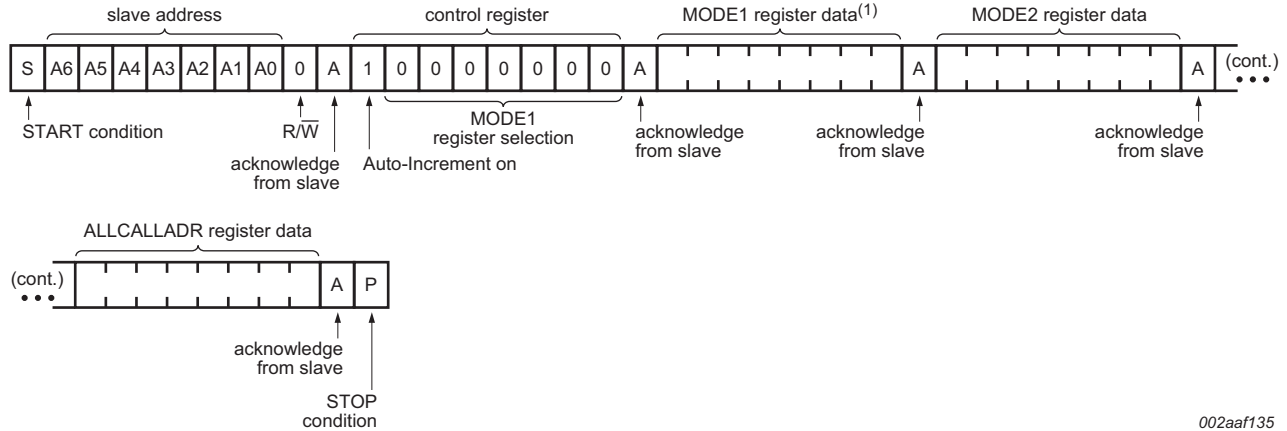 slave address control register MODE1 register data(1) MODE2 register data
S A6 A5 A4 A3 A2 A1 A0 0 A 1 0 0 0 0 0 0 0 A A A (cont.)
START condition R/W̅ MODE1
register selection
acknowledge from slave
Auto-Increment on
acknowledge from slave
acknowledge from slave
acknowledge from slave
ALLCALLADR register data
(cont.) A P
acknowledge
from slave
STOP
condition
002aaf135